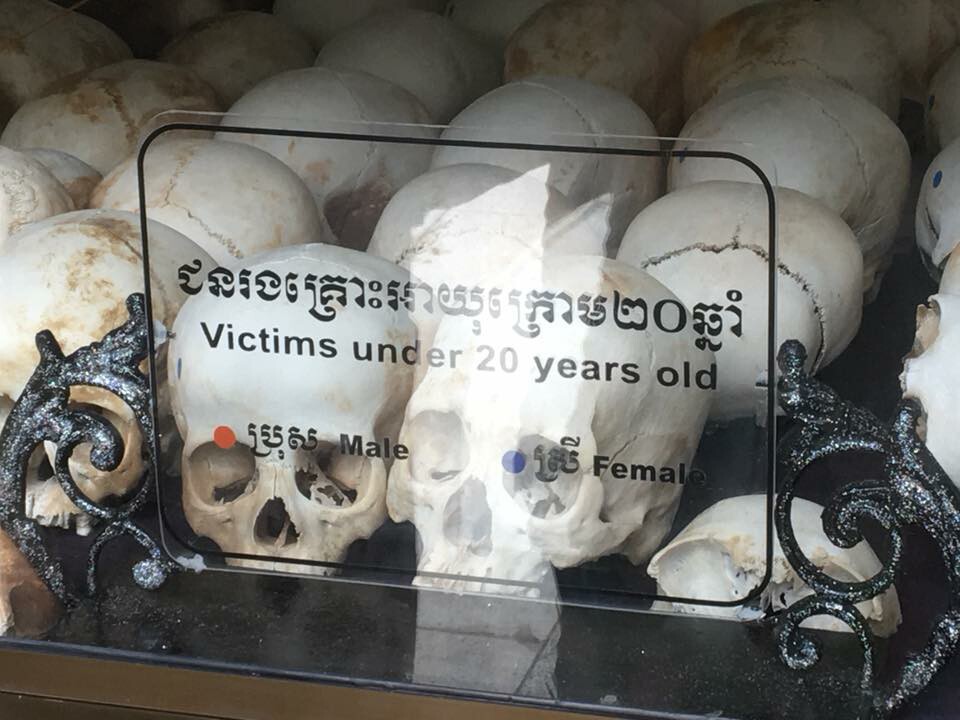 ជនរងគ្រោះអាយុក្រោម២០ឆ្នាំ
Victims under 20 years old
ប្រុស Male ស្រី Female